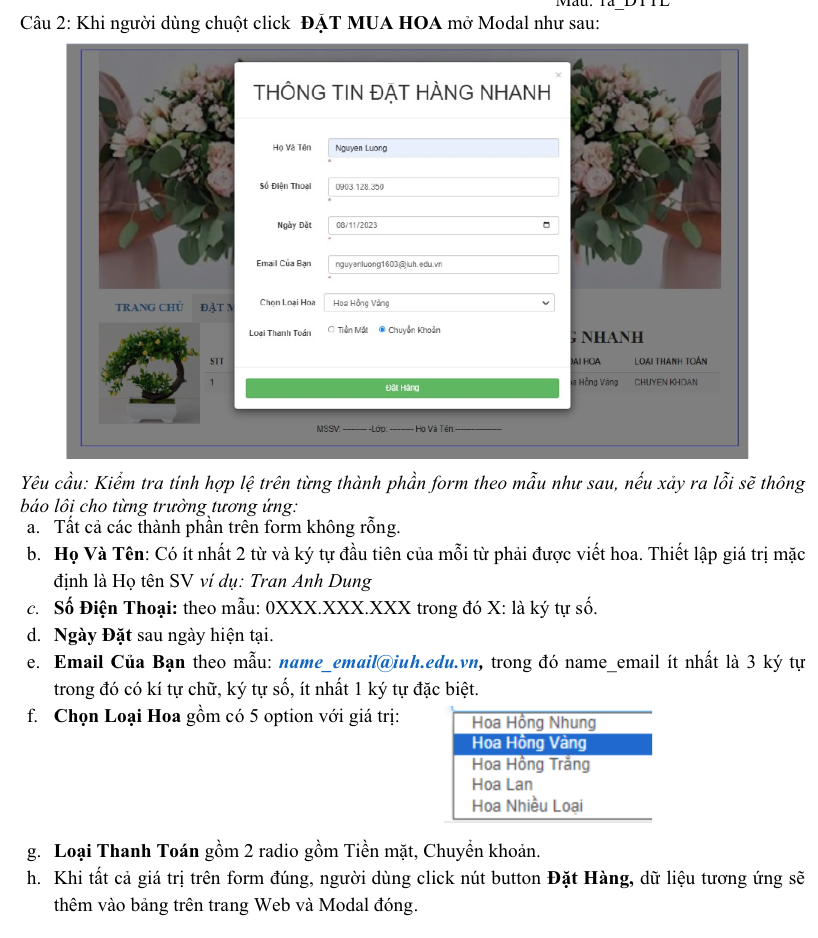 Câu 2: Khi người dùng chuột click ĐẶT MUA HOA mở Modal như sau:
×
THÔNG TIN ĐẶT HÀNG NHANH
Họ Và Tên
Nguyen Luong
*
Số Điện Thoại
0903.128.350
*
Ngày Đặt
08/11/2023
*
Email Của Bạn
nguyenluong1603@iuh.edu.vn
*
Chọn Loại Hoa
Hoa Hồng Vàng
Loại Thanh Toán
Tiền Mặt
Chuyển Khoản
Đặt Hàng
TRANG CHỦ
ĐẶT
NHANH
STT
HOA
LOẠI THANH TOÁN
1
Hồng Vàng
CHUYEN KHOAN
MSSV: --------- -Lớp: --------- Họ Và Tên:-----------------
Yêu cầu: Kiểm tra tính hợp lệ trên từng thành phần form theo mẫu như sau, nếu xảy ra lỗi sẽ thông
báo lỗi cho từng trường tương ứng:
a. Tất cả các thành phần trên form không rỗng.
b. Họ Và Tên: Có ít nhất 2 từ và ký tự đầu tiên của mỗi từ phải được viết hoa. Thiết lập giá trị mặc
định là Họ tên SV ví dụ: Tran Anh Dung
c. Số Điện Thoại: theo mẫu: 0XXX.XXX.XXX trong đó X: là ký tự số.
d. Ngày Đặt sau ngày hiện tại.
e. Email Của Bạn theo mẫu: name_email@iuh.edu.vn, trong đó name_email ít nhất là 3 ký tự
trong đó có kí tự chữ, ký tự số, ít nhất 1 ký tự đặc biệt.
f. Chọn Loại Hoa gồm có 5 option với giá trị:
Hoa Hồng Nhung
Hoa Hồng Vàng
Hoa Hồng Trắng
Hoa Lan
Hoa Nhiều Loại
g. Loại Thanh Toán gồm 2 radio gồm Tiền mặt, Chuyển khoản.
h. Khi tất cả giá trị trên form đúng, người dùng click nút button Đặt Hàng, dữ liệu tương ứng sẽ
thêm vào bảng trên trang Web và Modal đóng.